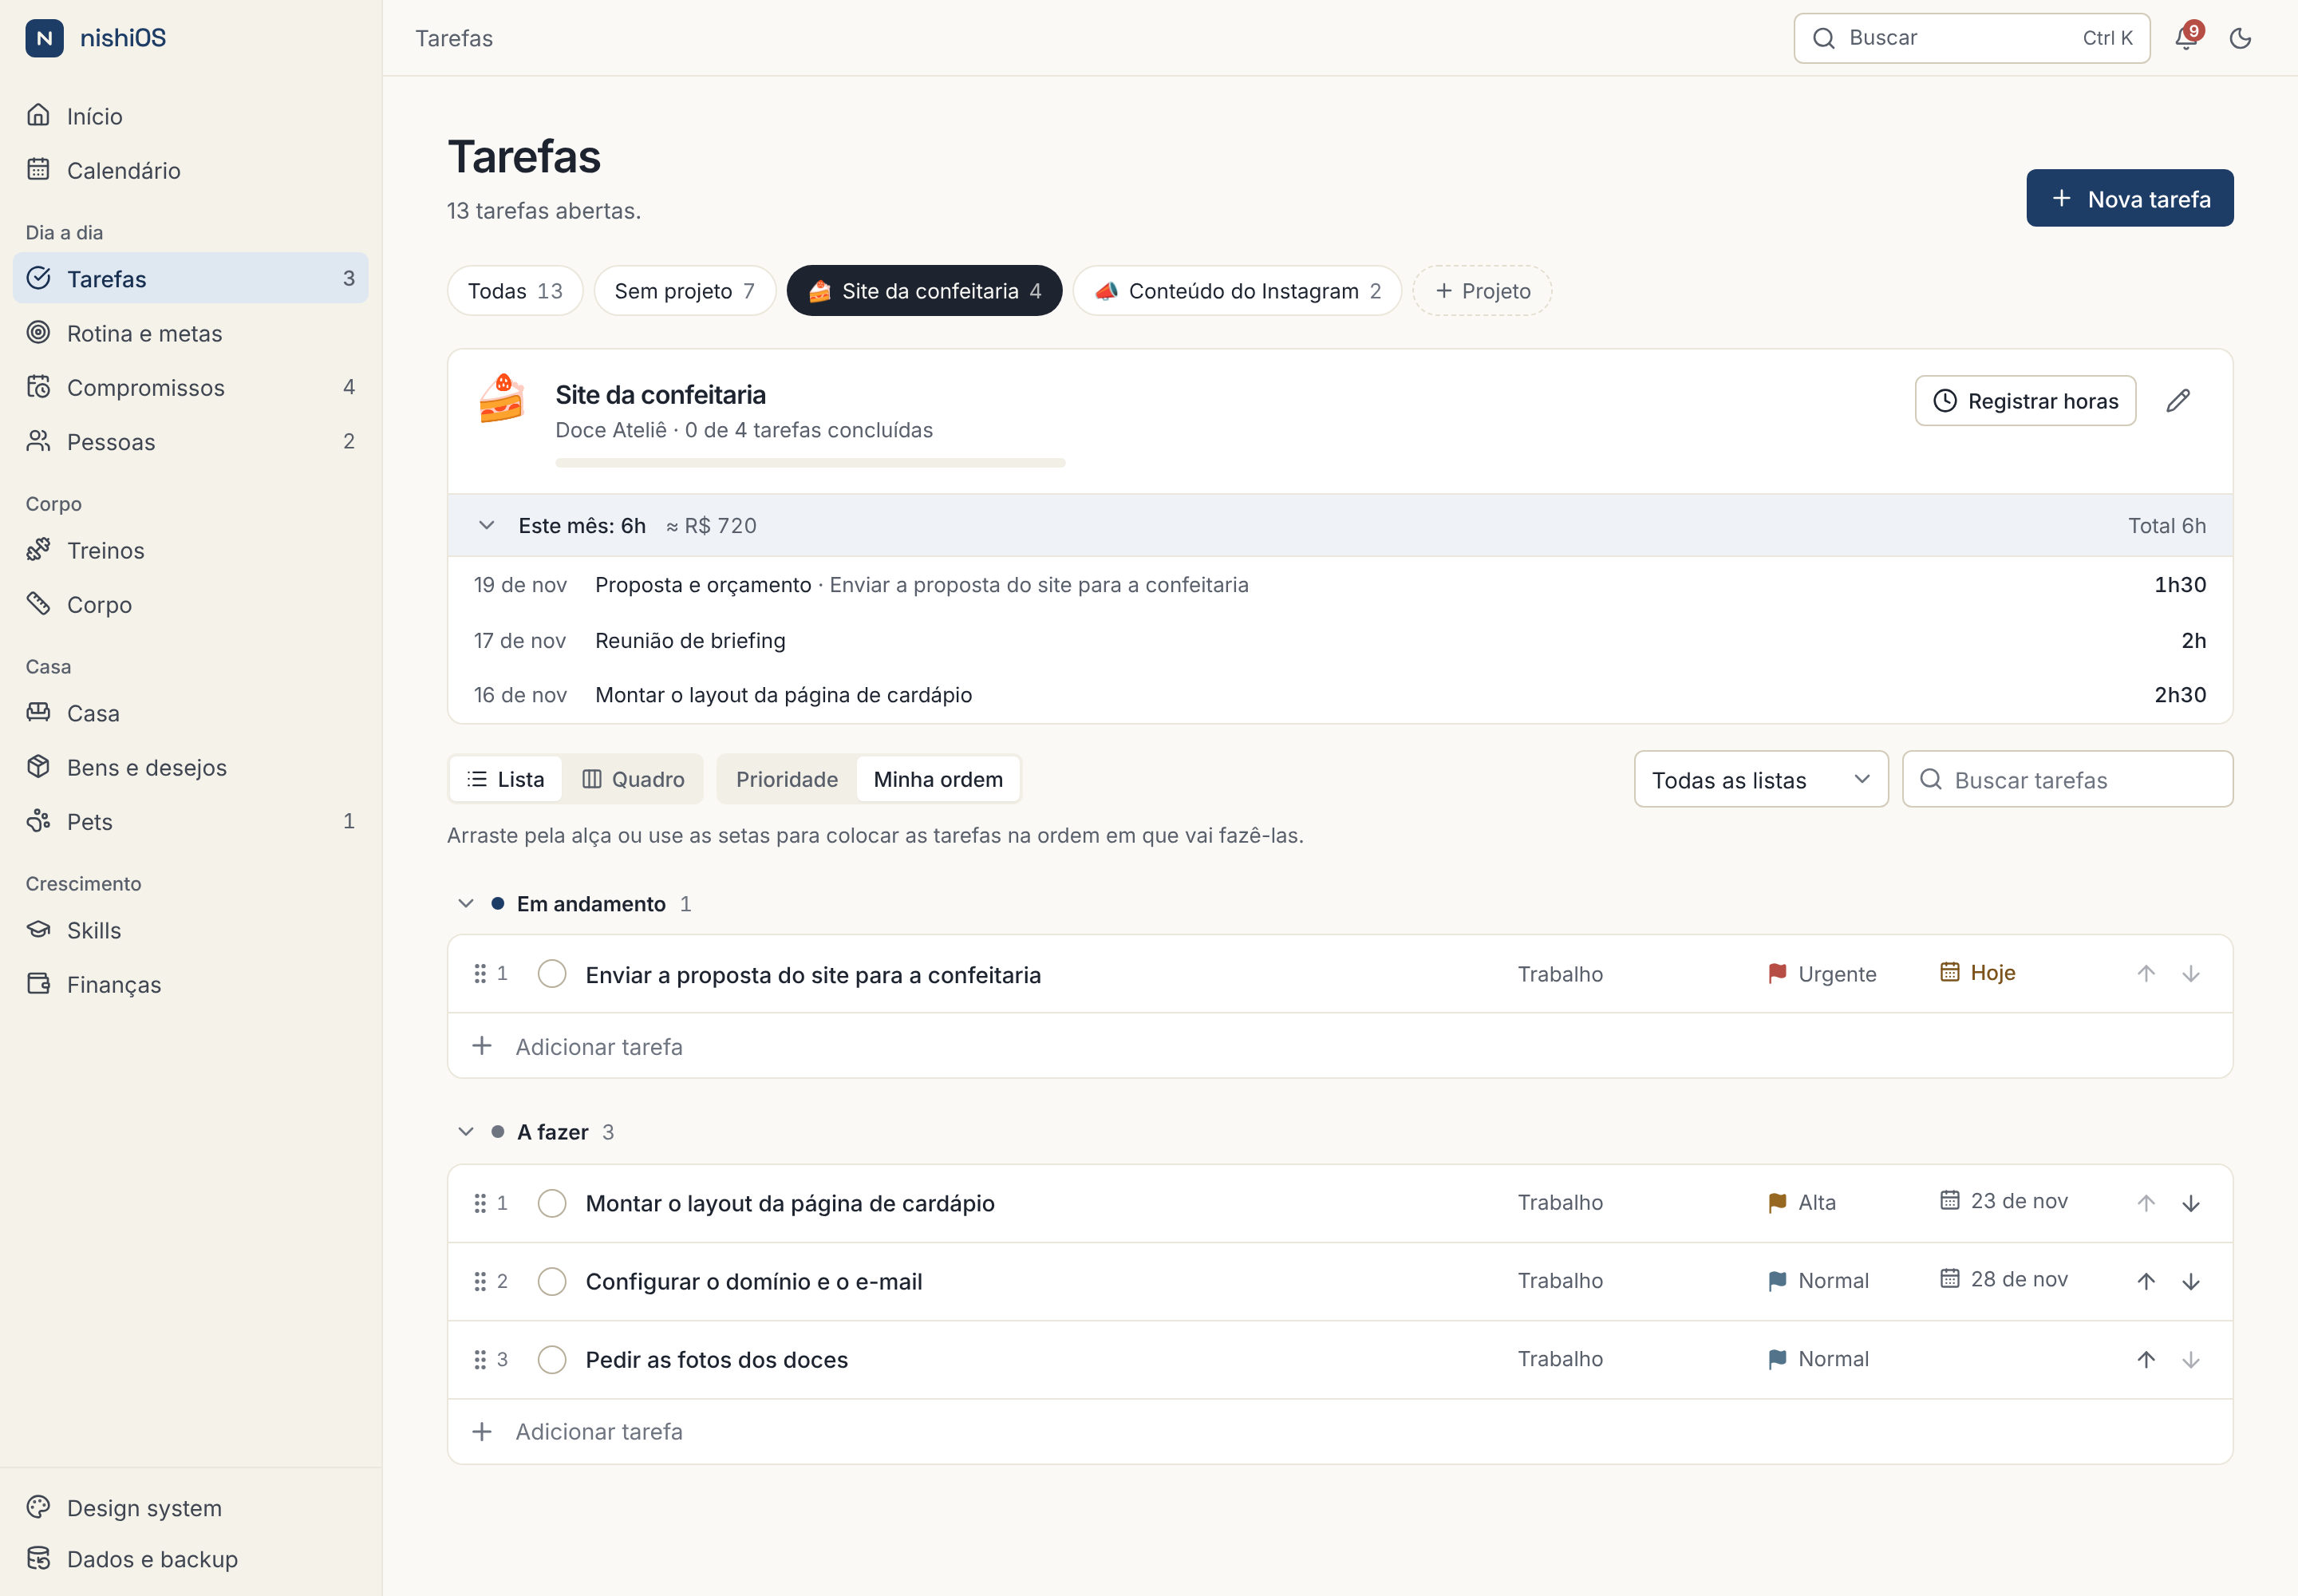 N nishiOS
Início
Calendário
Dia a dia
Tarefas 3
Rotina e metas
Compromissos 4
Pessoas 2
Corpo
Treinos
Corpo
Casa
Casa
Bens e desejos
Pets 1
Crescimento
Skills
Finanças
Design system
Dados e backup
Tarefas Buscar Ctrl K 9
Tarefas
13 tarefas abertas.
+ Nova tarefa
Todas 13 Sem projeto 7 Site da confeitaria 4 Conteúdo do Instagram 2 + Projeto
Site da confeitaria
Doce Ateliê · 0 de 4 tarefas concluídas
Registrar horas
Este mês: 6h ≈ R$ 720 Total 6h
19 de nov Proposta e orçamento · Enviar a proposta do site para a confeitaria 1h30
17 de nov Reunião de briefing 2h
16 de nov Montar o layout da página de cardápio 2h30
Lista Quadro Prioridade Minha ordem Todas as listas Buscar tarefas
Arraste pela alça ou use as setas para colocar as tarefas na ordem em que vai fazê-las.
Em andamento 1
1 Enviar a proposta do site para a confeitaria Trabalho Urgente Hoje
+ Adicionar tarefa
A fazer 3
1 Montar o layout da página de cardápio Trabalho Alta 23 de nov
2 Configurar o domínio e o e-mail Trabalho Normal 28 de nov
3 Pedir as fotos dos doces Trabalho Normal
+ Adicionar tarefa